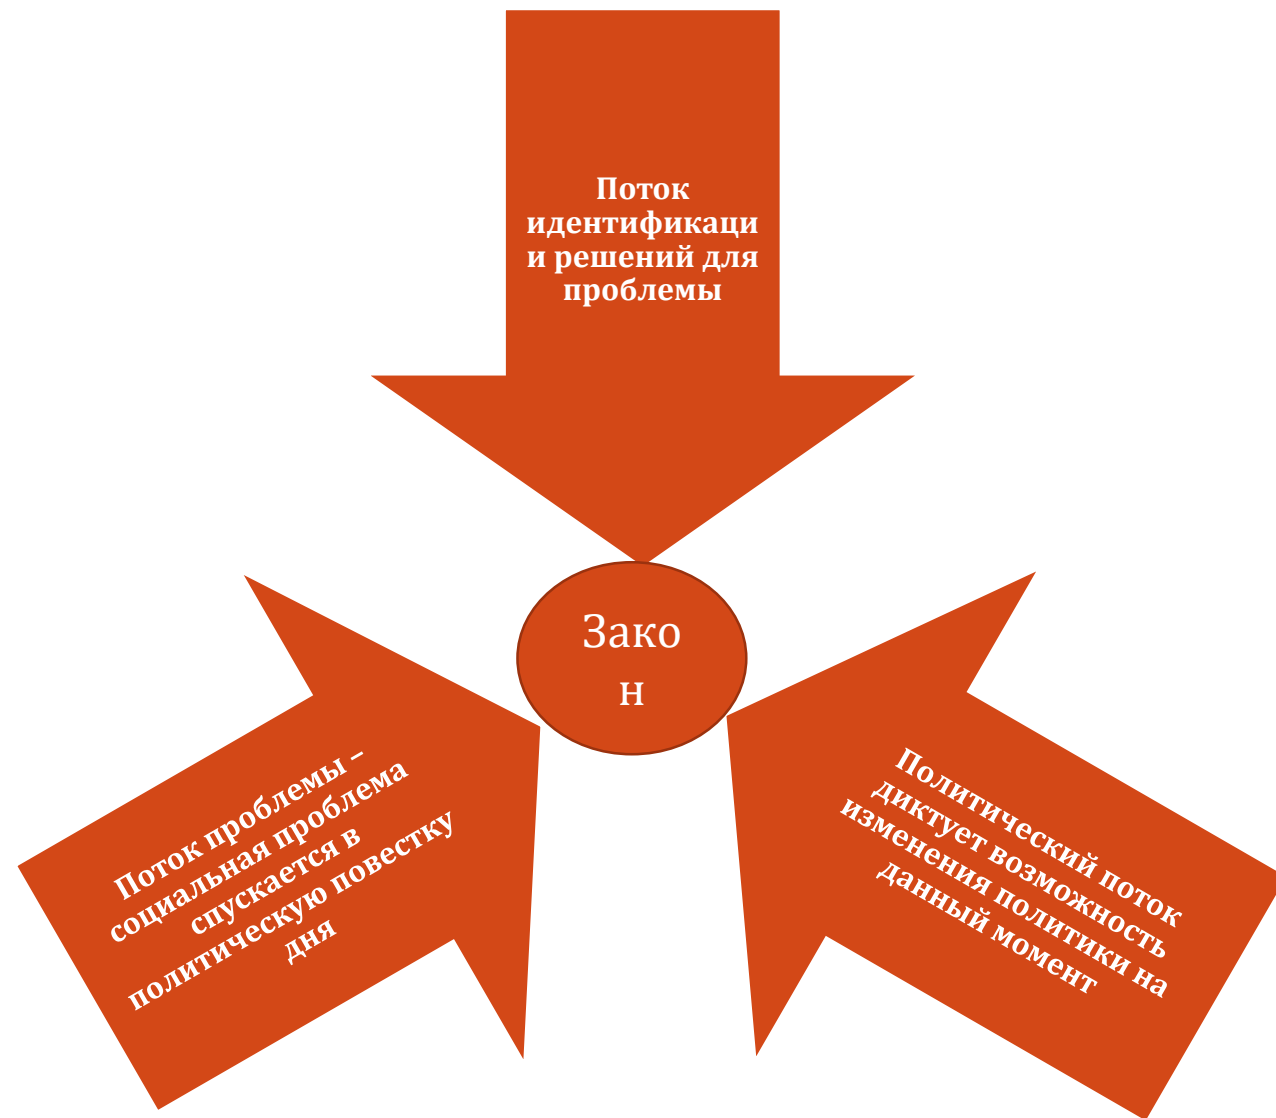 Поток
идентификаци
и решений для
проблемы
Зако
н
Поток проблемы –
социальная проблема
спускается в
политическую повестку
дня
Политический поток
диктует возможность
изменения политики на
данный момент